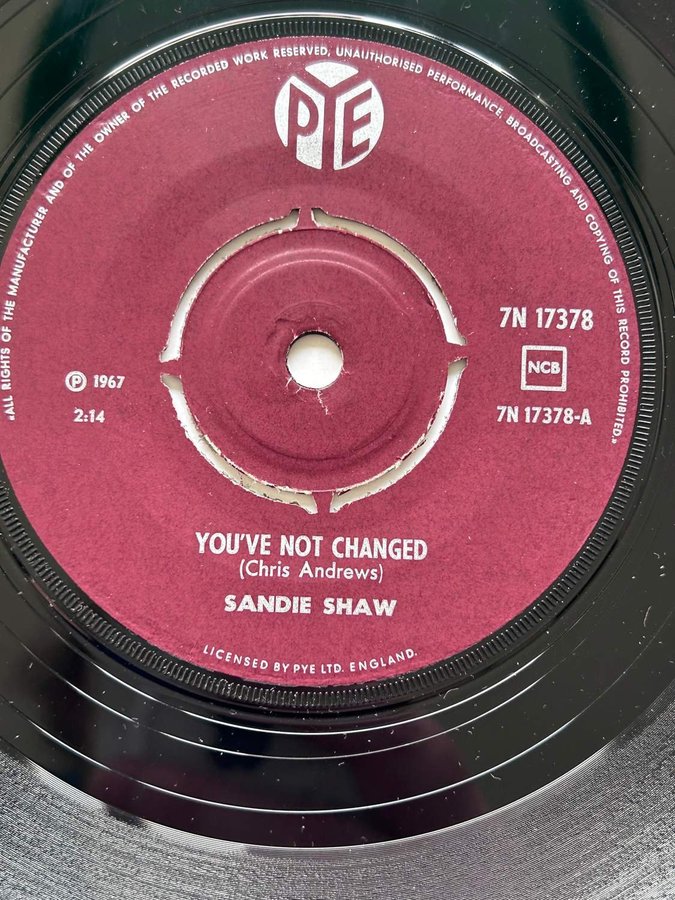 "ALL RIGHTS OF THE MANUFACTURER AND OF THE OWNER OF THE RECORDED WORK RESERVED, UNAUTHORISED PERFORMANCE, BROADCASTING AND COPYING OF THIS RECORD PROHIBITED."
PYE
7N 17378
NCB
Ⓟ 1967
2:14
7N 17378-A
YOU'VE NOT CHANGED
(Chris Andrews)
SANDIE SHAW
LICENSED BY PYE LTD. ENGLAND.